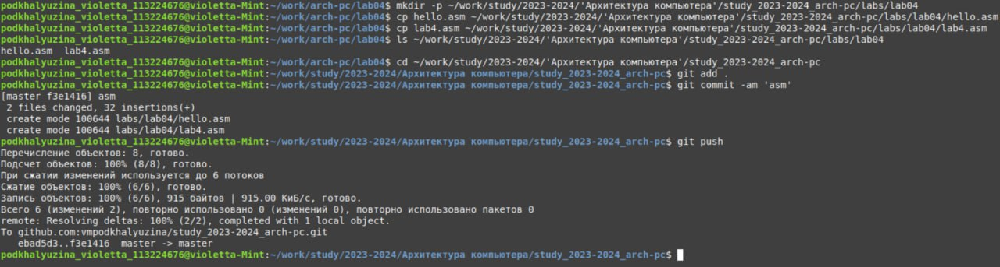 podkhalyuzina_violetta_113224676@violetta-Mint:~/work/arch-pc/lab04$ mkdir -p ~/work/study/2023-2024/'Архитектура компьютера'/study_2023-2024_arch-pc/labs/lab04
podkhalyuzina_violetta_113224676@violetta-Mint:~/work/arch-pc/lab04$ cp hello.asm ~/work/study/2023-2024/'Архитектура компьютера'/study_2023-2024_arch-pc/labs/lab04/hello.asm
podkhalyuzina_violetta_113224676@violetta-Mint:~/work/arch-pc/lab04$ cp lab4.asm ~/work/study/2023-2024/'Архитектура компьютера'/study_2023-2024_arch-pc/labs/lab04/lab4.asm
podkhalyuzina_violetta_113224676@violetta-Mint:~/work/arch-pc/lab04$ ls ~/work/study/2023-2024/'Архитектура компьютера'/study_2023-2024_arch-pc/labs/lab04
hello.asm  lab4.asm
podkhalyuzina_violetta_113224676@violetta-Mint:~/work/arch-pc/lab04$ cd ~/work/study/2023-2024/'Архитектура компьютера'/study_2023-2024_arch-pc
podkhalyuzina_violetta_113224676@violetta-Mint:~/work/study/2023-2024/Архитектура компьютера/study_2023-2024_arch-pc$ git add .
podkhalyuzina_violetta_113224676@violetta-Mint:~/work/study/2023-2024/Архитектура компьютера/study_2023-2024_arch-pc$ git commit -am 'asm'
[master f3e1416] asm
 2 files changed, 32 insertions(+)
 create mode 100644 labs/lab04/hello.asm
 create mode 100644 labs/lab04/lab4.asm
podkhalyuzina_violetta_113224676@violetta-Mint:~/work/study/2023-2024/Архитектура компьютера/study_2023-2024_arch-pc$ git push
Перечисление объектов: 8, готово.
Подсчет объектов: 100% (8/8), готово.
При сжатии изменений используется до 6 потоков
Сжатие объектов: 100% (6/6), готово.
Запись объектов: 100% (6/6), 915 байтов | 915.00 КиБ/с, готово.
Всего 6 (изменений 2), повторно использовано 0 (изменений 0), повторно использовано пакетов 0
remote: Resolving deltas: 100% (2/2), completed with 1 local object.
To github.com:vmpodkhalyuzina/study_2023-2024_arch-pc.git
   ebad5d3..f3e1416  master -> master
podkhalyuzina_violetta_113224676@violetta-Mint:~/work/study/2023-2024/Архитектура компьютера/study_2023-2024_arch-pc$